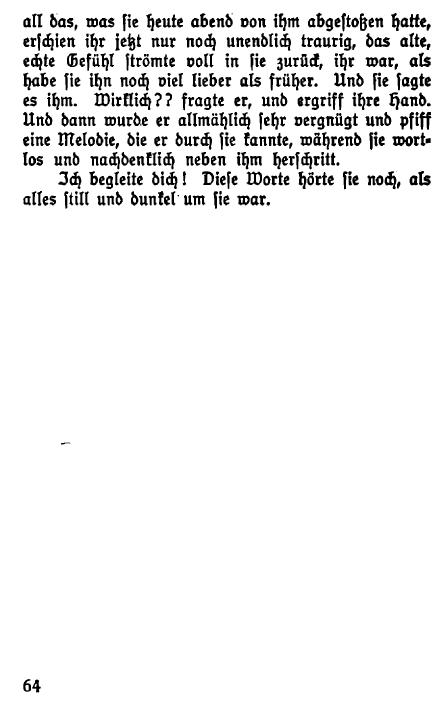 all das, was sie heute abend von ihm abgestoßen hatte,
erschien ihr jetzt nur noch unendlich traurig, das alte,
echte Gefühl strömte voll in sie zurück, ihr war, als
habe sie ihn noch viel lieber als früher. Und sie sagte
es ihm. Wirklich?? fragte er, und ergriff ihre Hand.
Und dann wurde er allmählich sehr vergnügt und pfiff
eine Melodie, die er durch sie kannte, während sie wort-
los und nachdenklich neben ihm herschritt.
Ich begleite dich! Diese Worte hörte sie noch, als
alles still und dunkel um sie war.
64